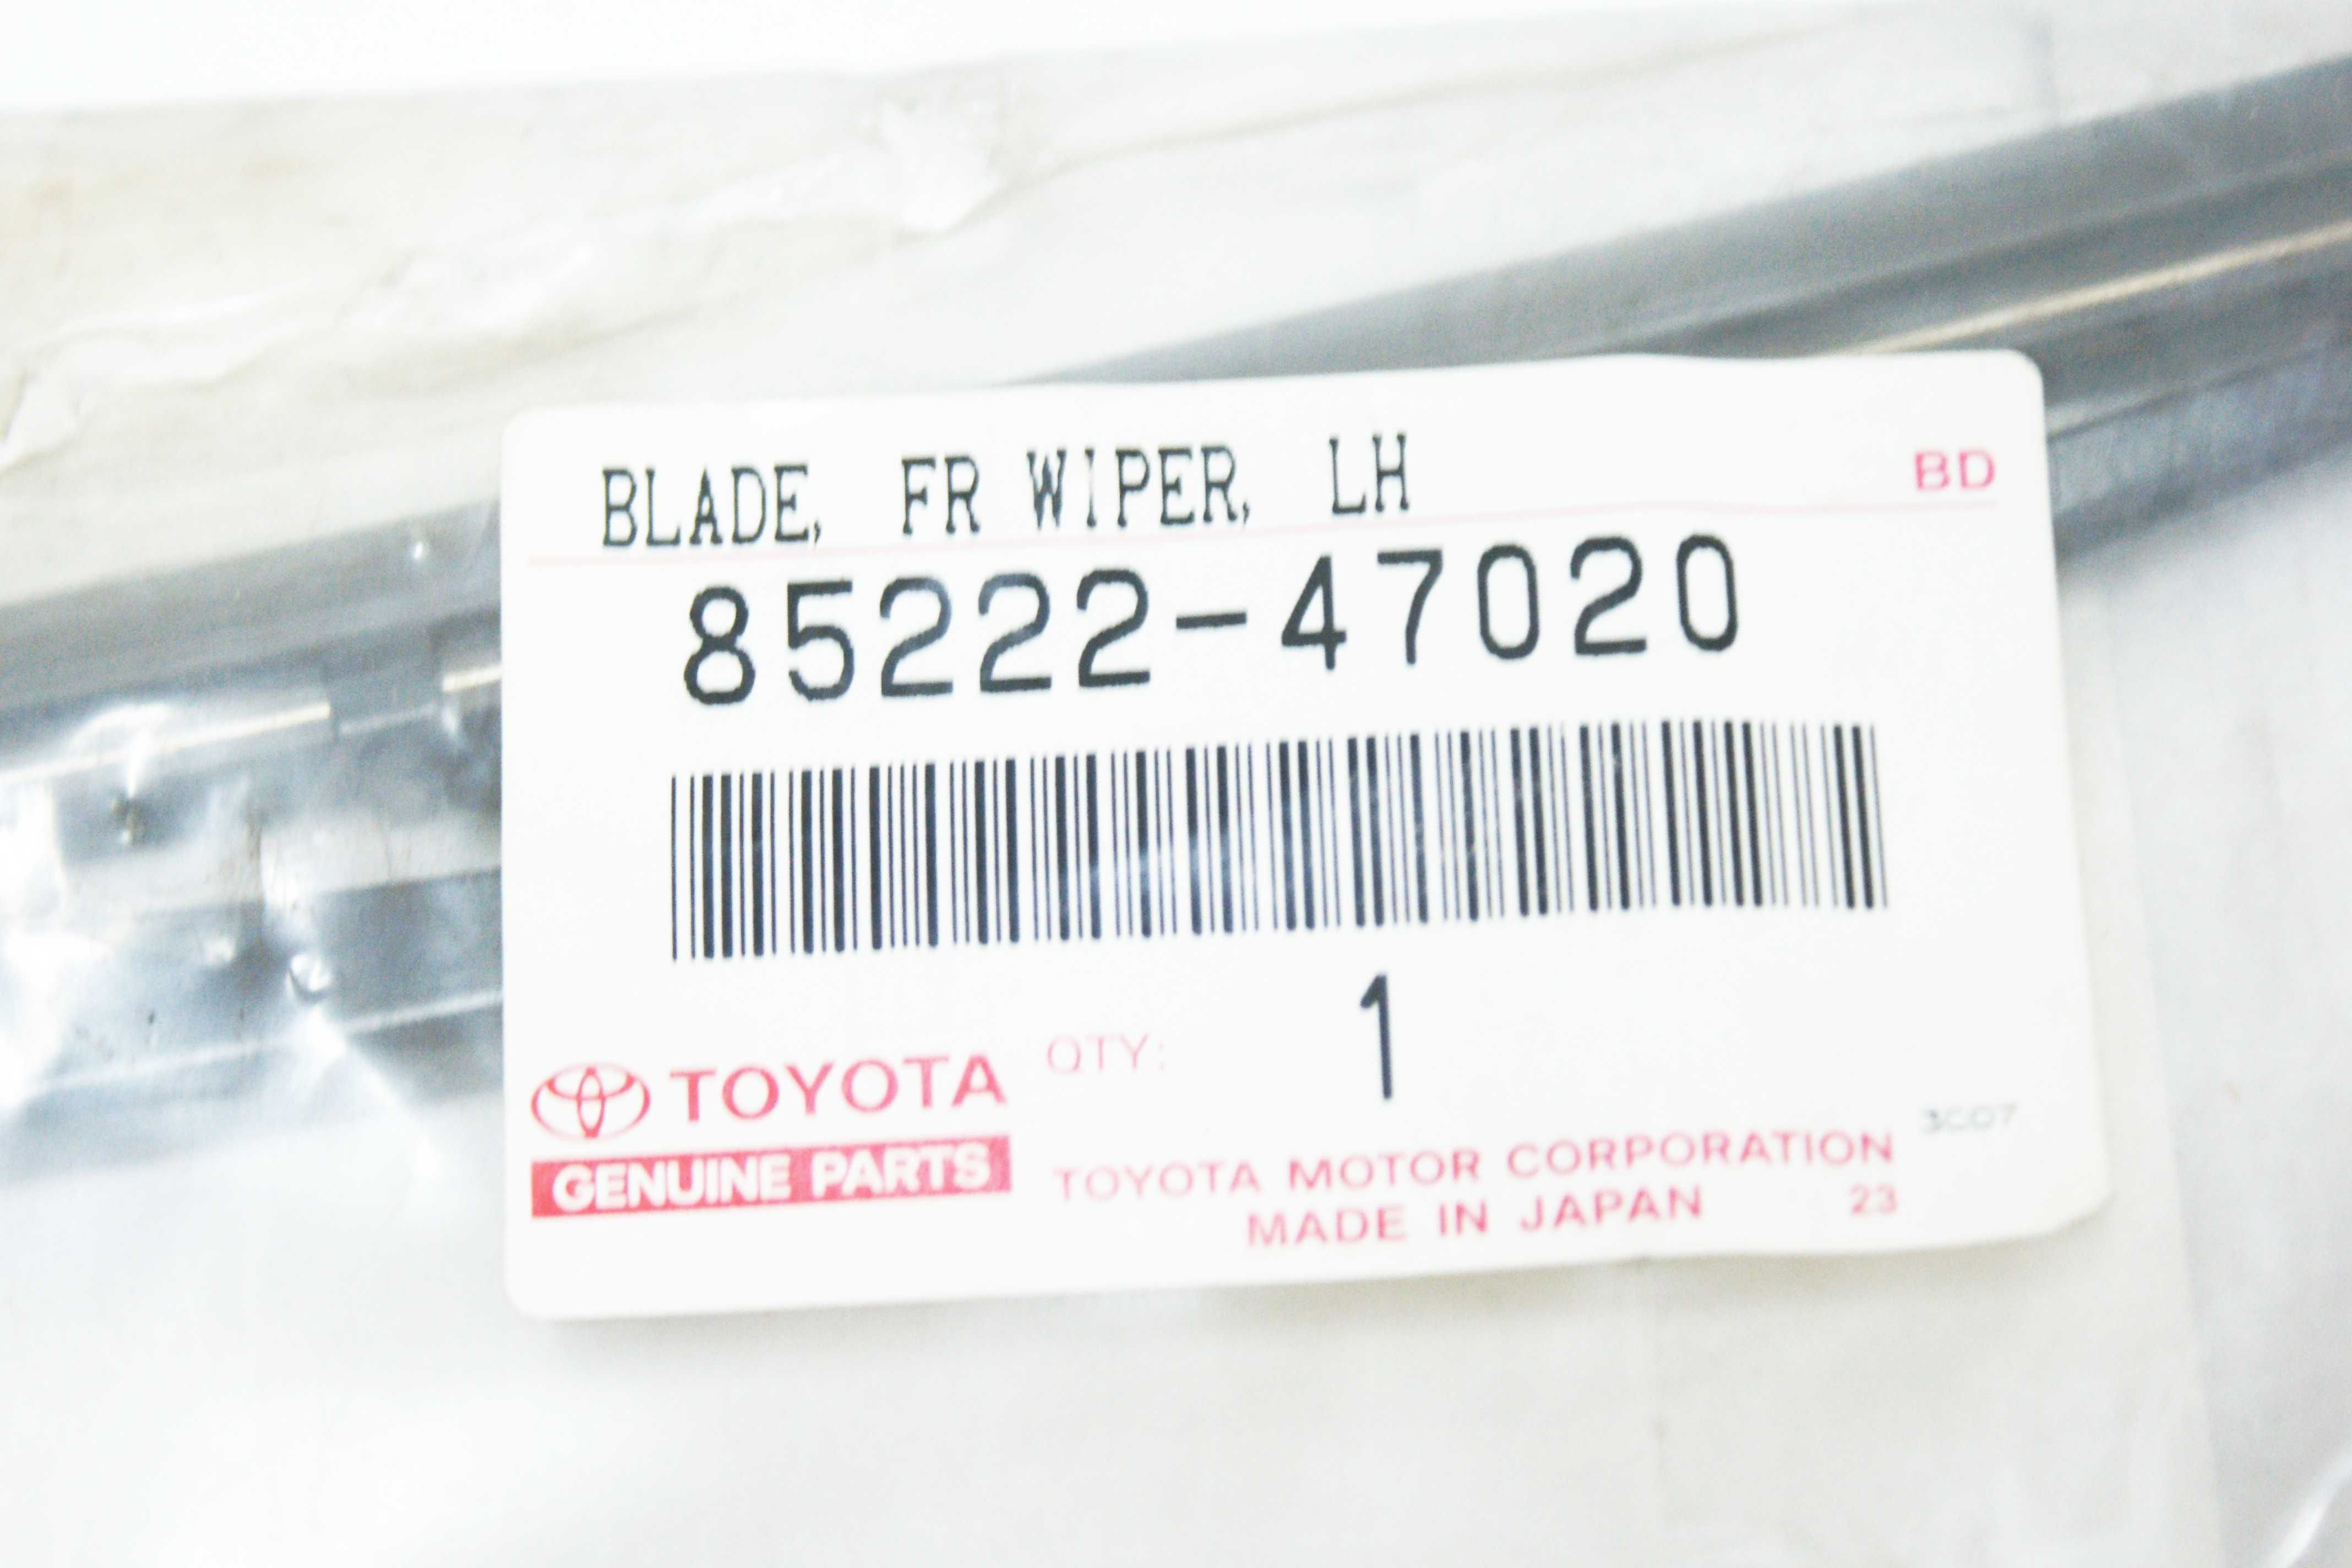 BLADE, FR WIPER, LH
BD
85222-47020
QTY: 1
TOYOTA
GENUINE PARTS
3C07
TOYOTA MOTOR CORPORATION
MADE IN JAPAN 23